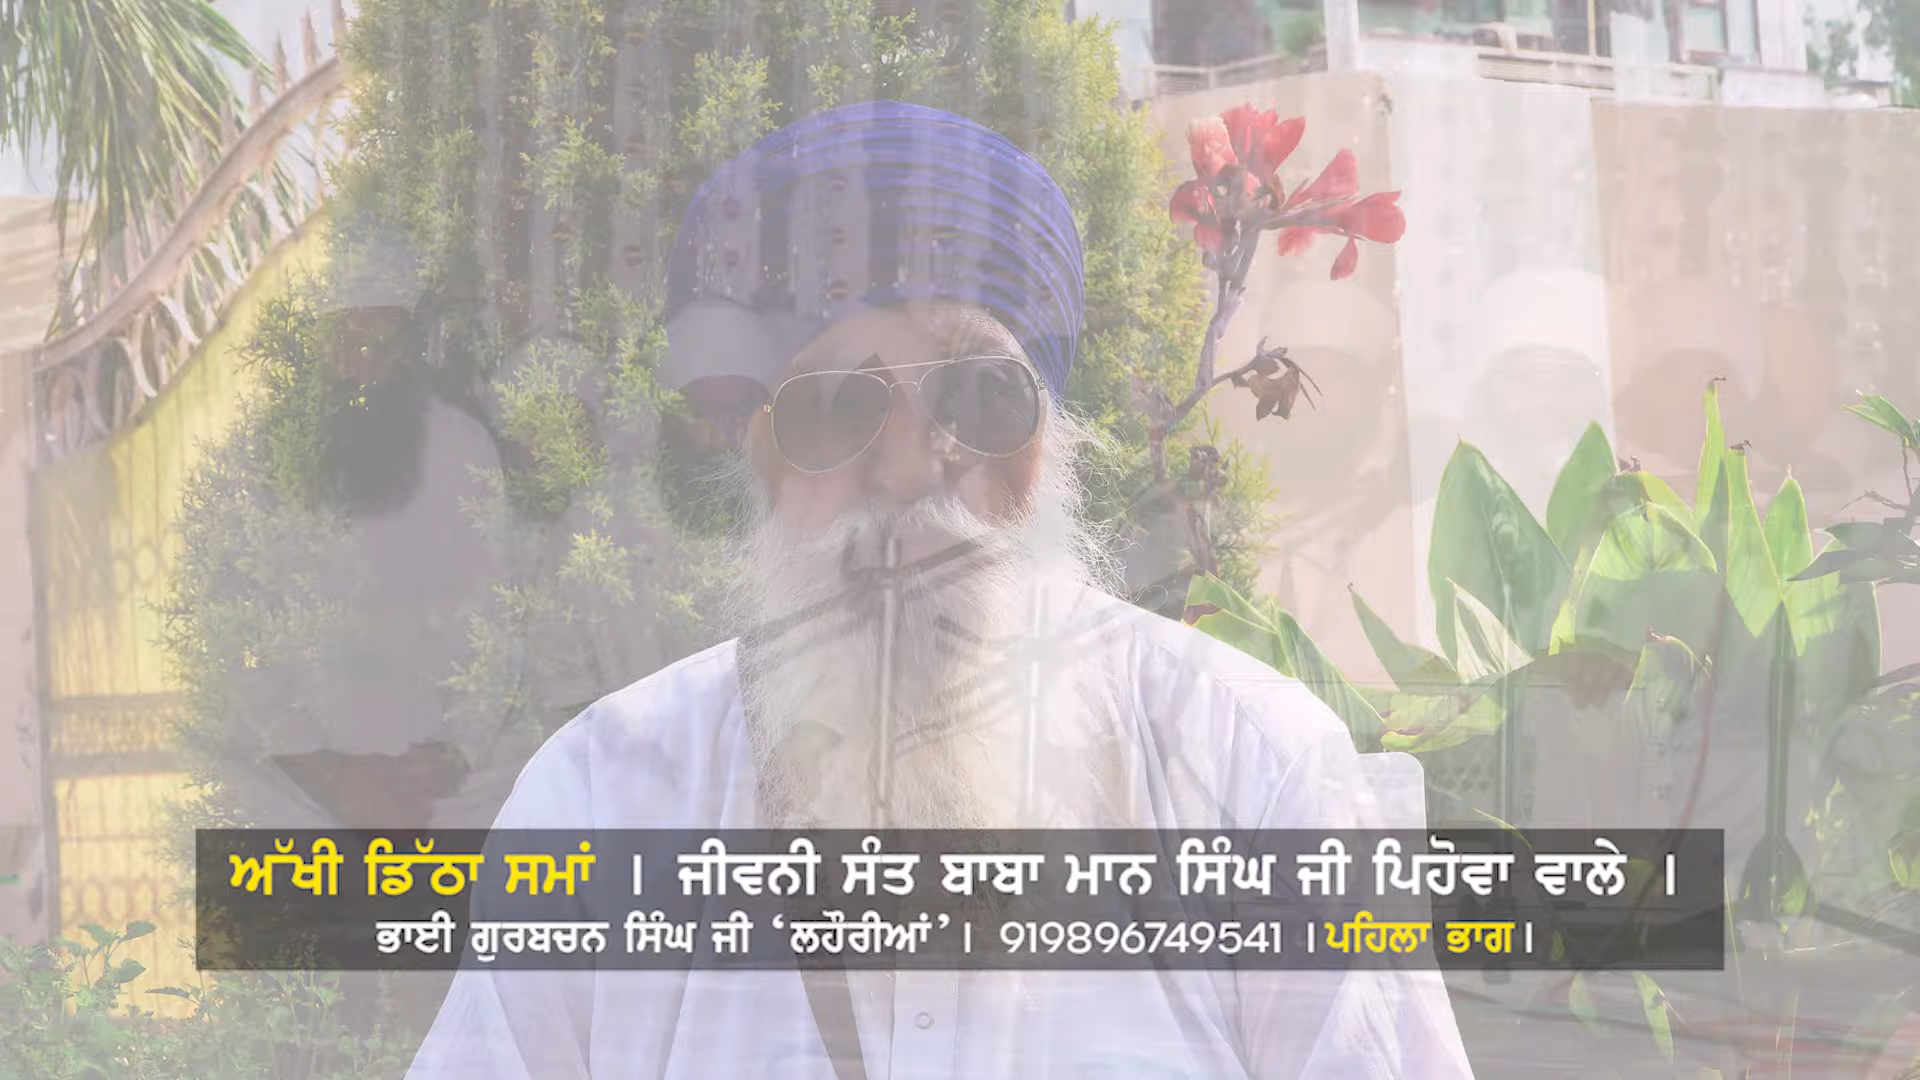 ਅੱਖੀ ਡਿੱਠਾ ਸਮਾਂ । ਜੀਵਨੀ ਸੰਤ ਬਾਬਾ ਮਾਨ ਸਿੰਘ ਜੀ ਪਿਹੋਵਾ ਵਾਲੇ ।
ਭਾਈ ਗੁਰਬਚਨ ਸਿੰਘ ਜੀ ‘ਲਹੌਰੀਆਂ’। 919896749541 ।ਪਹਿਲਾ ਭਾਗ।